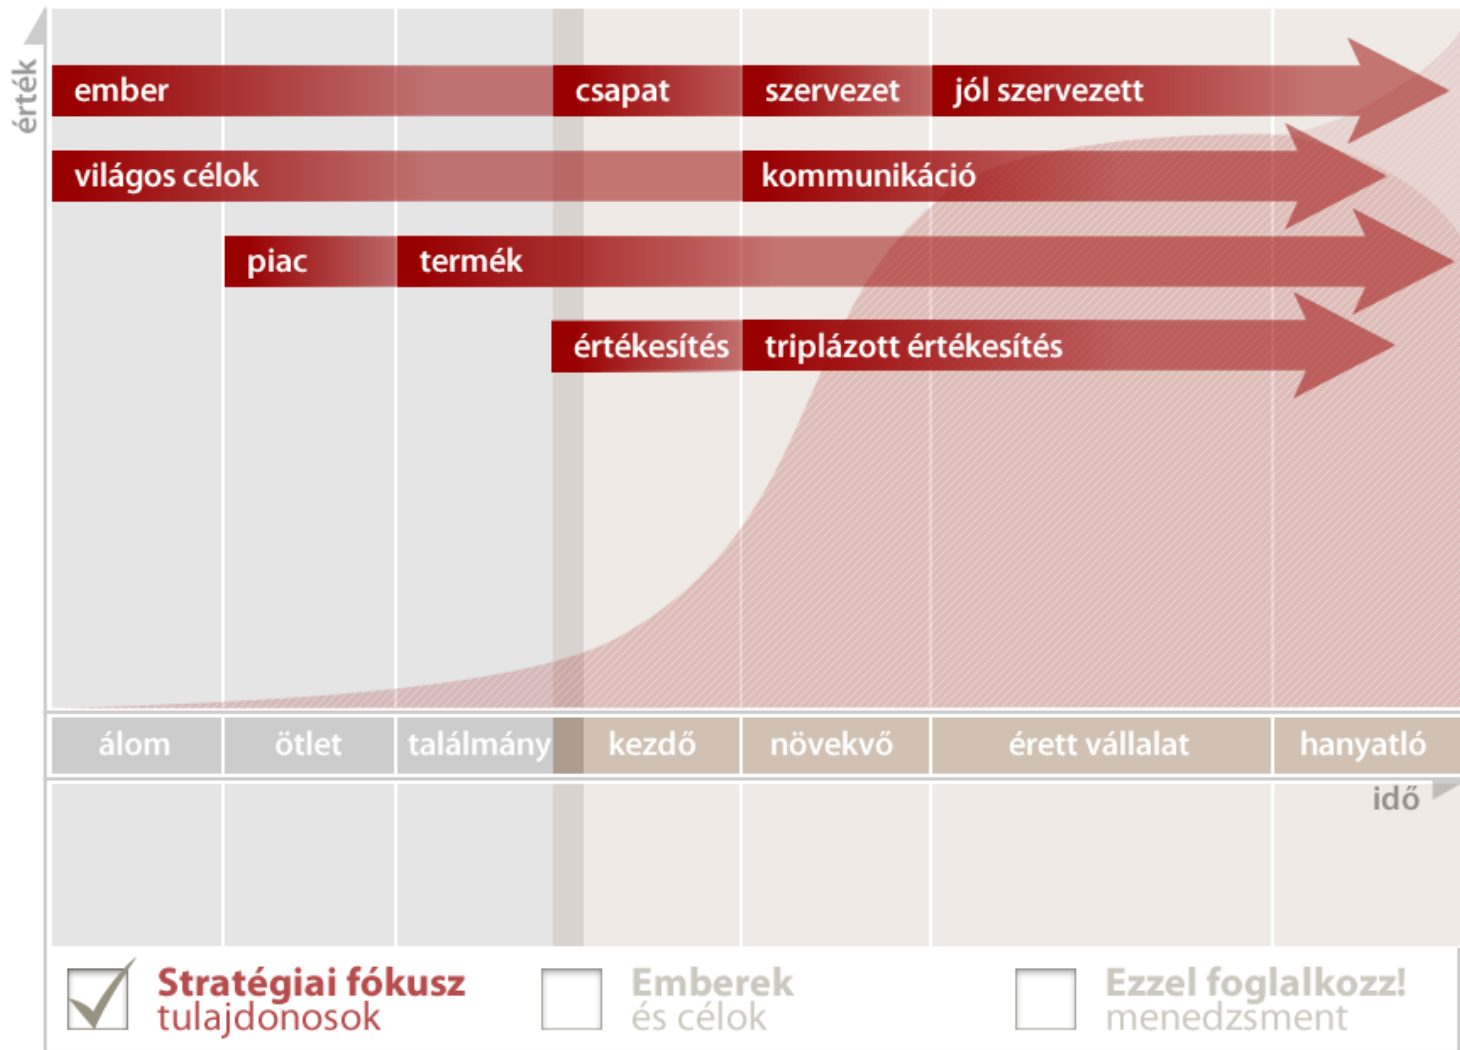 érték
ember
csapat
szervezet
jól szervezett
világos célok
kommunikáció
piac
termék
értékesítés
triplázott értékesítés
álom
ötlet
találmány
kezdő
növekvő
érett vállalat
hanyatló
idő
Stratégiai fókusz
tulajdonosok
Emberek
és célok
Ezzel foglalkozz!
menedzsment